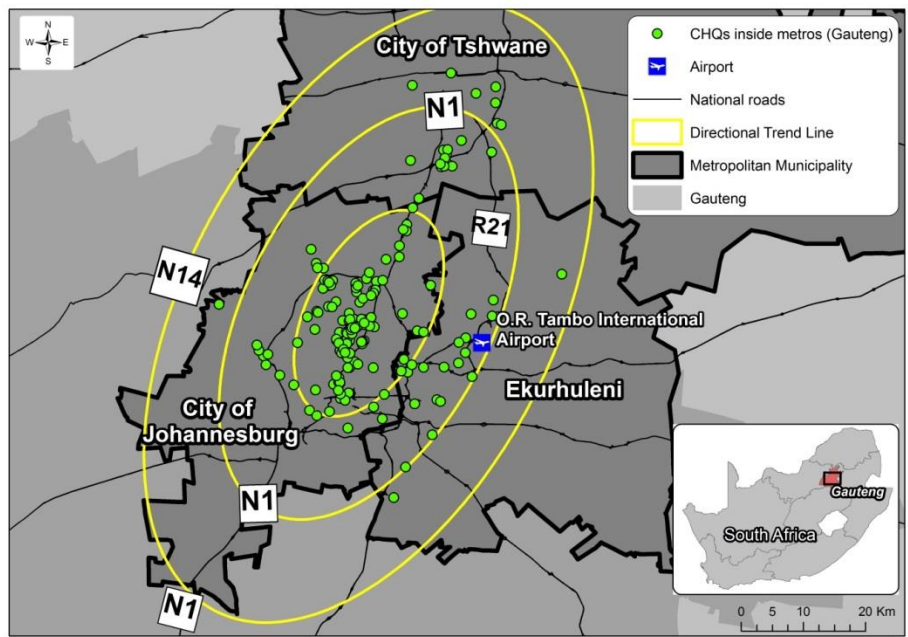 N
W E
S
City of Tshwane
CHQs inside metros (Gauteng)
Airport
National roads
Directional Trend Line
Metropolitan Municipality
Gauteng
N1
R21
N14
O.R. Tambo International
Airport
Ekurhuleni
City of
Johannesburg
N1
N1
Gauteng
South Africa
0 5 10 20 Km